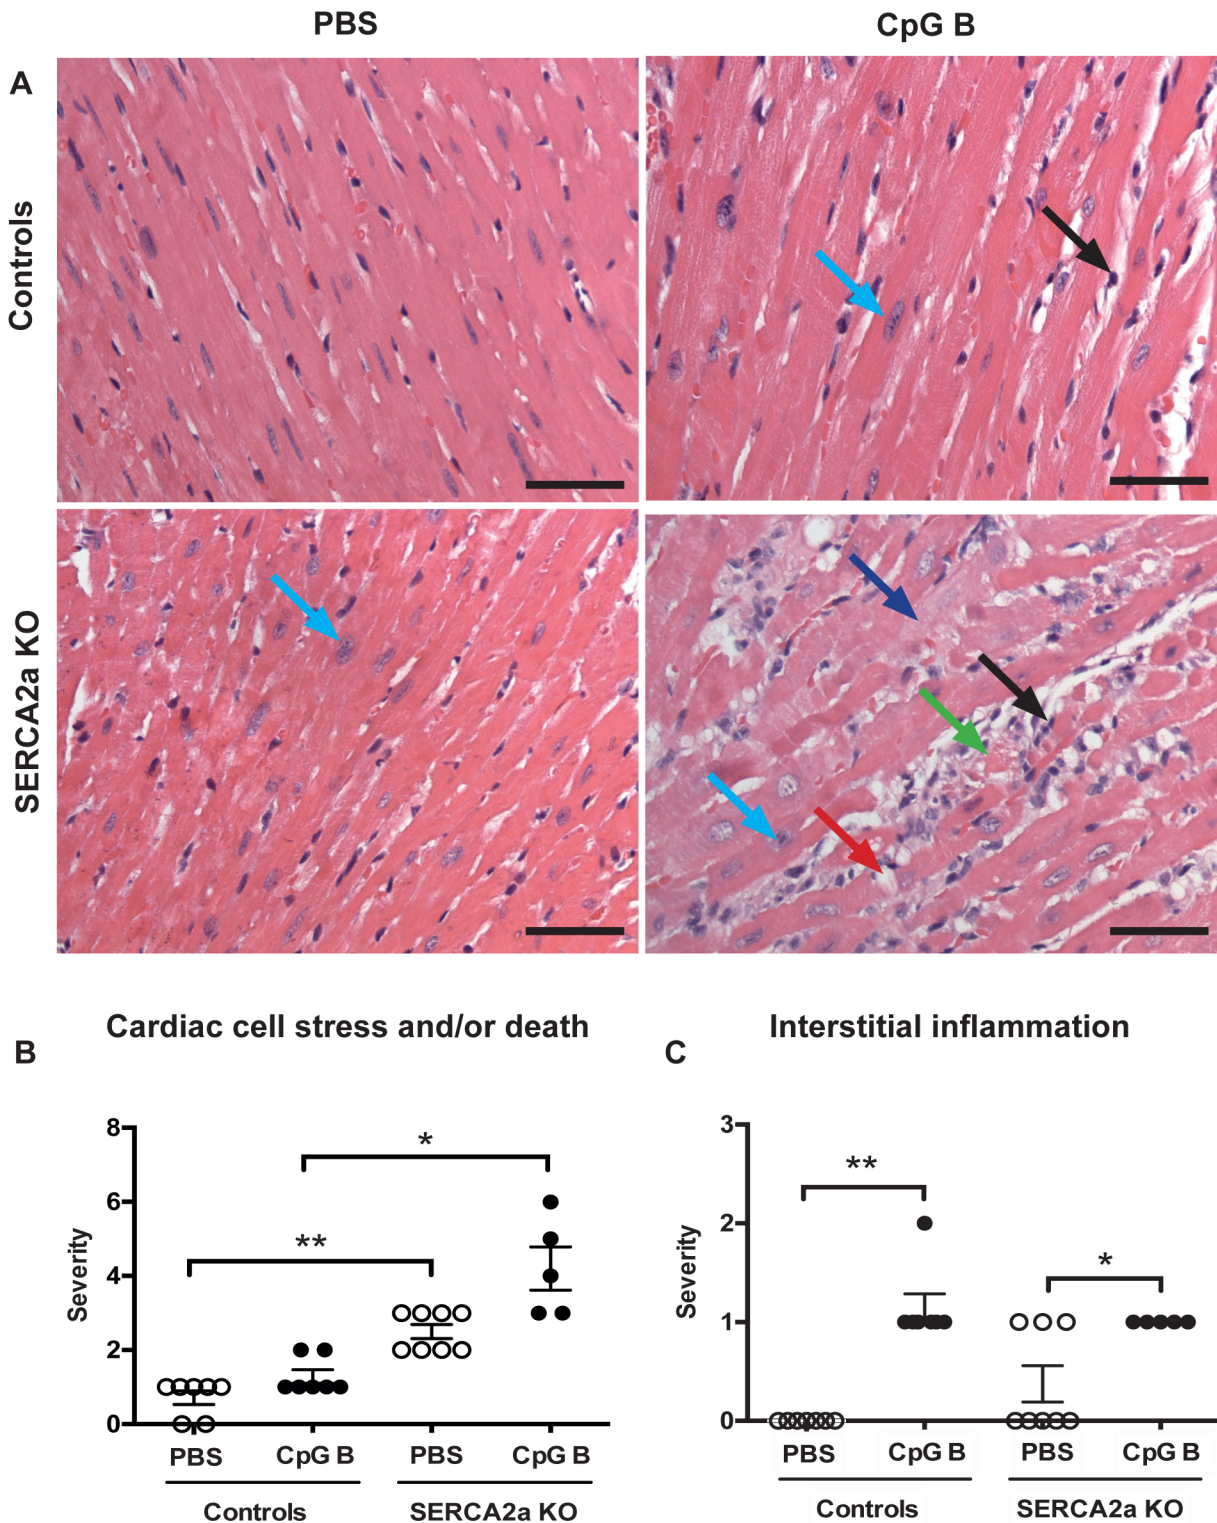 PBS
CpG B
A
Controls
SERCA2a KO
Cardiac cell stress and/or death
Interstitial inflammation
B
C
Severity
8
6
4
2
0
**
*
PBS
CpG B
PBS
CpG B
Controls
SERCA2a KO
Severity
3
2
1
0
**
*
PBS
CpG B
PBS
CpG B
Controls
SERCA2a KO